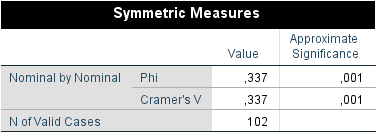 Symmetric Measures
Value Approximate Significance
Nominal by Nominal Phi ,337 ,001
Cramer's V ,337 ,001
N of Valid Cases 102